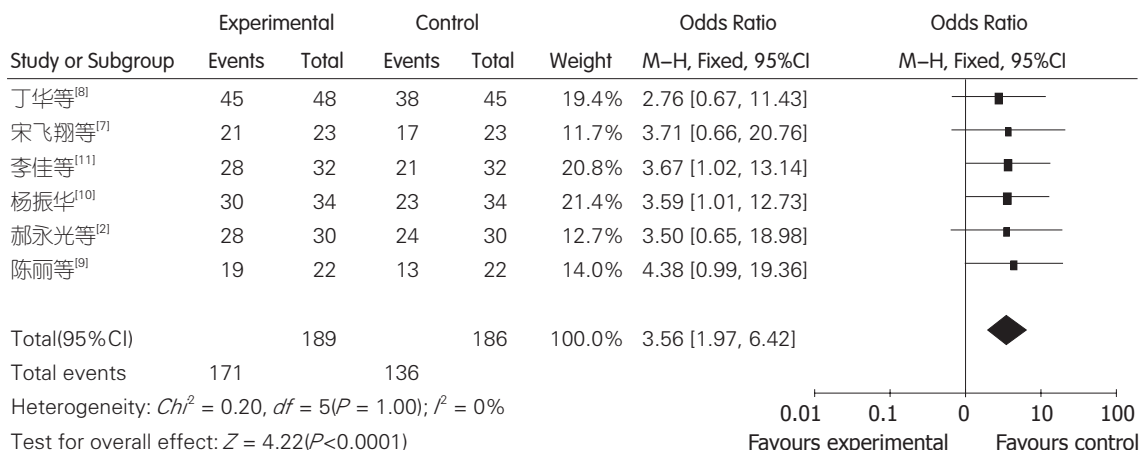 Experimental Control Odds Ratio Odds Ratio
Study or Subgroup Events Total Events Total Weight M–H, Fixed, 95%CI M–H, Fixed, 95%CI
丁华等[8] 45 48 38 45 19.4% 2.76 [0.67, 11.43]
宋飞翔等[7] 21 23 17 23 11.7% 3.71 [0.66, 20.76]
李佳等[11] 28 32 21 32 20.8% 3.67 [1.02, 13.14]
杨振华[10] 30 34 23 34 21.4% 3.59 [1.01, 12.73]
郝永光等[2] 28 30 24 30 12.7% 3.50 [0.65, 18.98]
陈丽等[9] 19 22 13 22 14.0% 4.38 [0.99, 19.36]
Total(95%CI) 189 186 100.0% 3.56 [1.97, 6.42]
Total events 171 136
Heterogeneity: Chi² = 0.20, df = 5(P = 1.00); I² = 0%
0.01 0.1 0 10 100
Test for overall effect: Z = 4.22(P<0.0001) Favours experimental Favours control